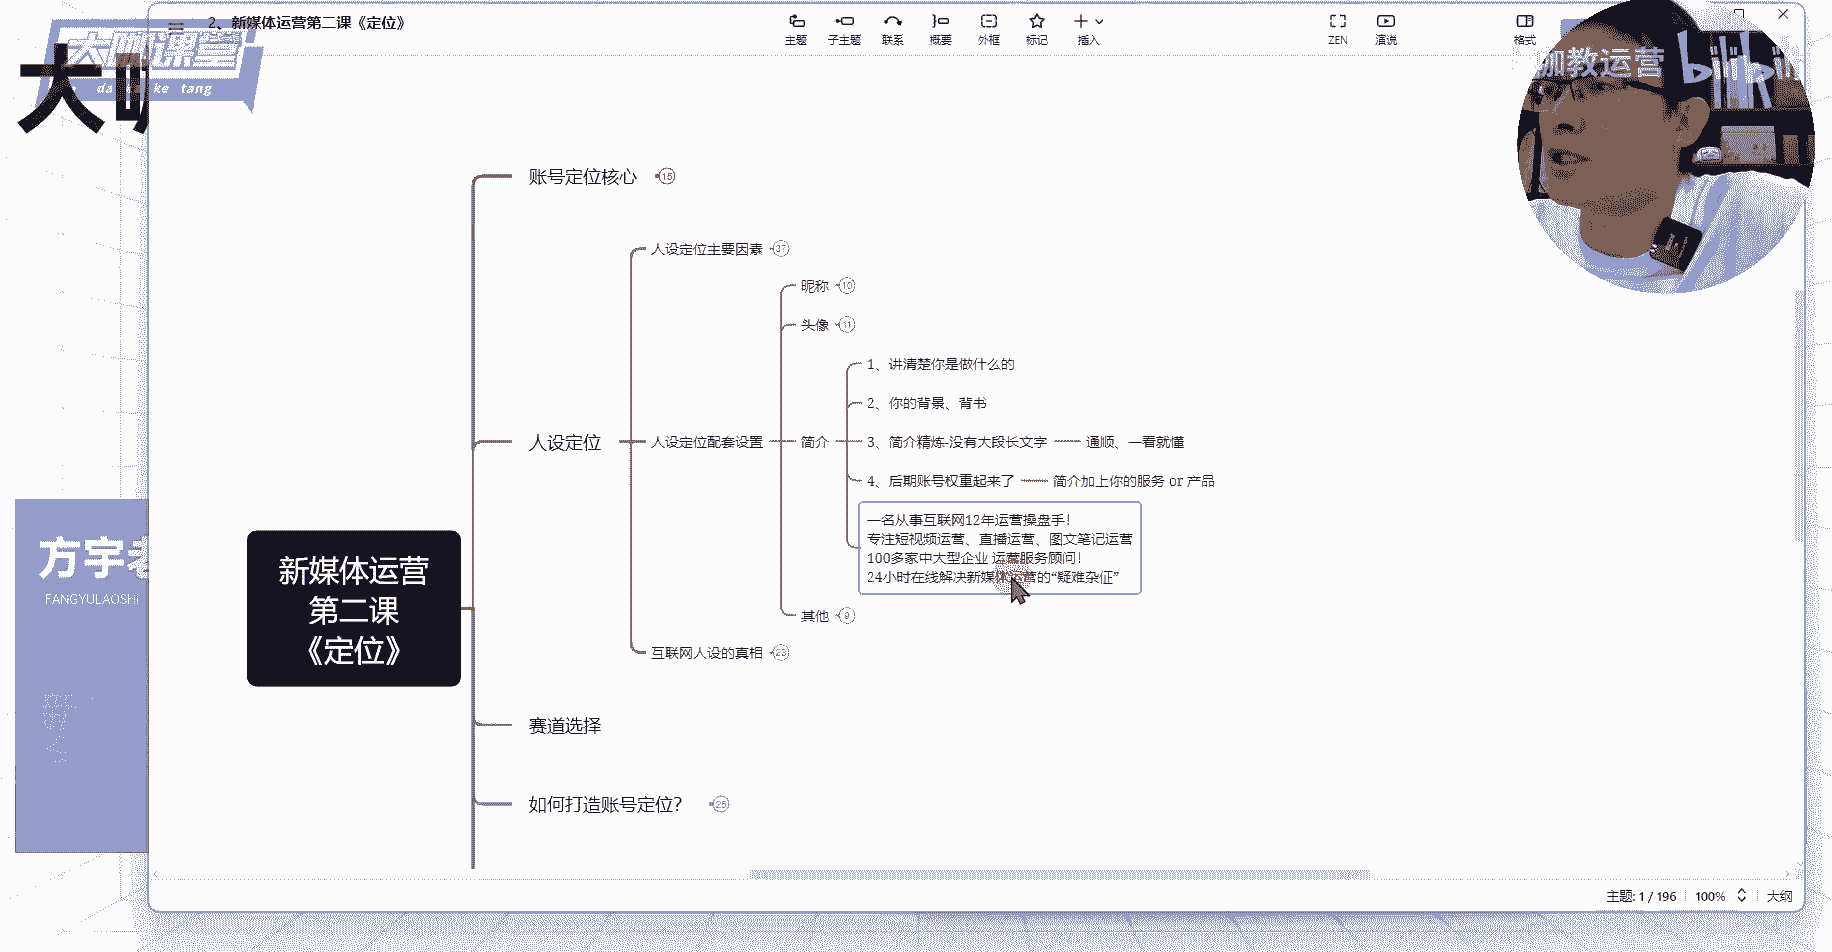 2、新媒体运营第二课《定位》
主题
子主题
联系
概要
外框
标记
插入
ZEN
演说
格式
大咖课堂
da ka ke tang
大咖
咖教运营
bilibili
账号定位核心
15
人设定位主要因素
37
昵称
10
头像
11
1、讲清楚你是做什么的
2、你的背景、背书
人设定位
人设定位配套设置
简介
3、简介精炼-没有大段长文字
通顺、一看就懂
4、后期账号权重起来了
简介加上你的服务 or 产品
一名从事互联网12年运营操盘手！
专注短视频运营、直播运营、图文笔记运营
100多家中大型企业 运营服务顾问！
24小时在线解决新媒体运营的“疑难杂症”
其他
9
互联网人设的真相
23
新媒体运营
第二课
《定位》
方宇老
FANGYULAOSHI
赛道选择
如何打造账号定位？
25
主题: 1 / 196
100%
大纲